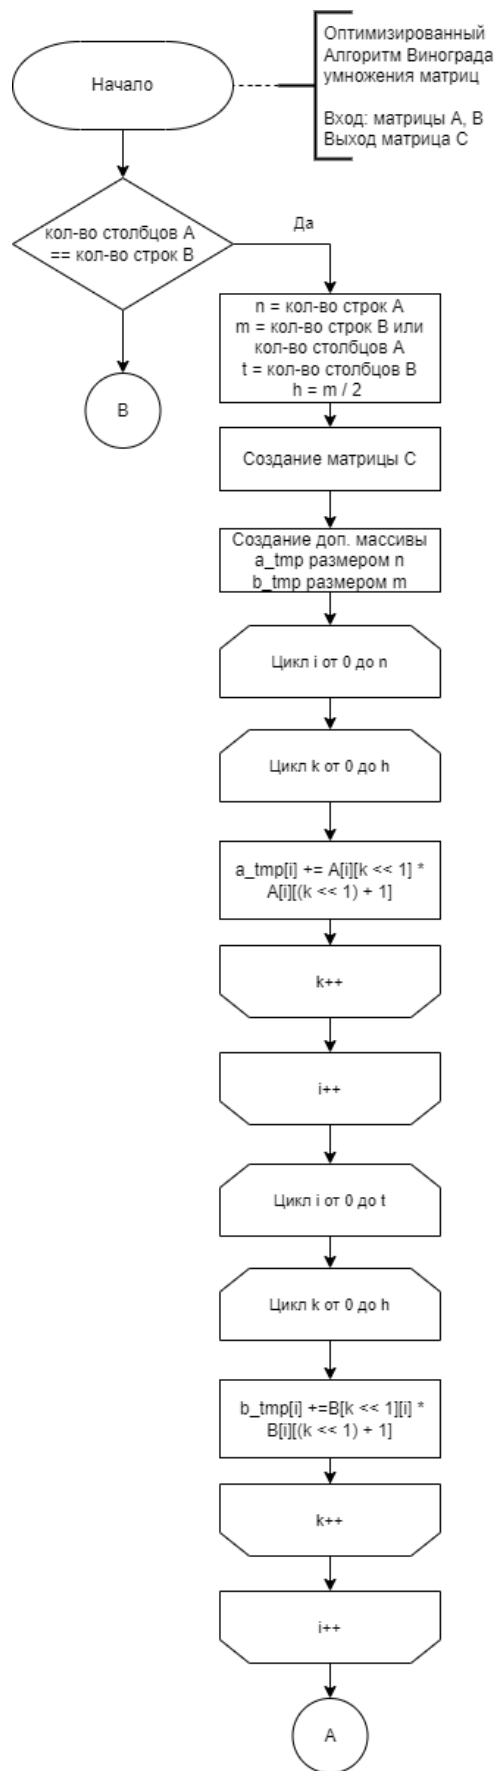 Начало
Оптимизированный
Алгоритм Винограда
умножения матриц
Вход: матрицы A, B
Выход матрица C
кол-во столбцов A
== кол-во строк B
Да
B
n = кол-во строк A
m = кол-во строк B или
кол-во столбцов A
t = кол-во столбцов B
h = m / 2
Создание матрицы C
Создание доп. массивы
a_tmp размером n
b_tmp размером m
Цикл i от 0 до n
Цикл k от 0 до h
a_tmp[i] += A[i][k << 1] *
A[i][(k << 1) + 1]
k++
i++
Цикл i от 0 до t
Цикл k от 0 до h
b_tmp[i] +=B[k << 1][i] *
B[i][(k << 1) + 1]
k++
i++
A